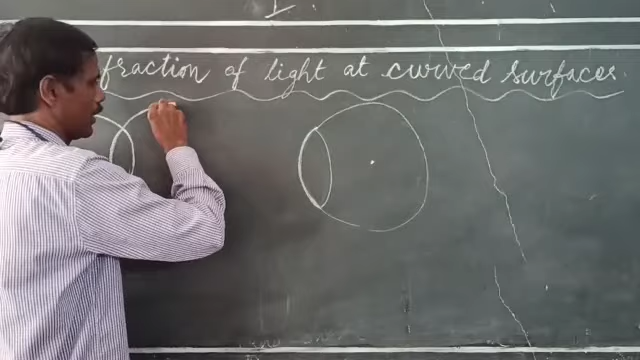 fraction of light at curved surfaces.